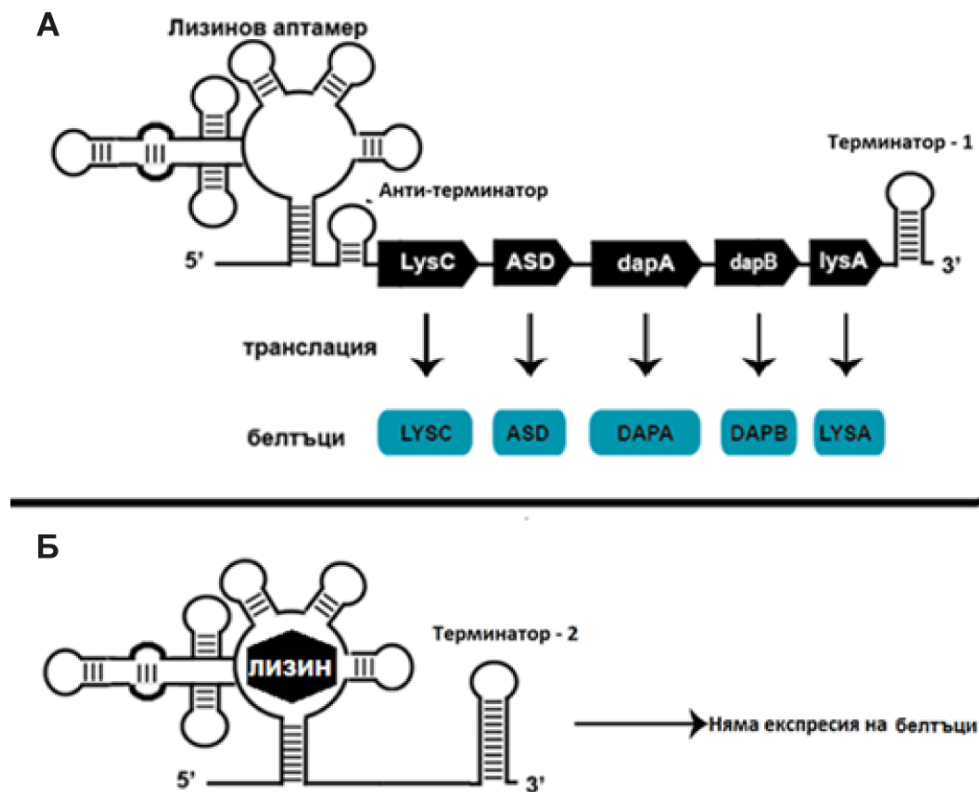 А
Лизинов аптамер
Терминатор - 1
Анти-терминатор
5’
LysC
ASD
dapA
dapB
lysA
3’
транслация
белтъци
LYSC
ASD
DAPA
DAPB
LYSA
Б
Терминатор - 2
ЛИЗИН
Няма експресия на белтъци
5’
3’